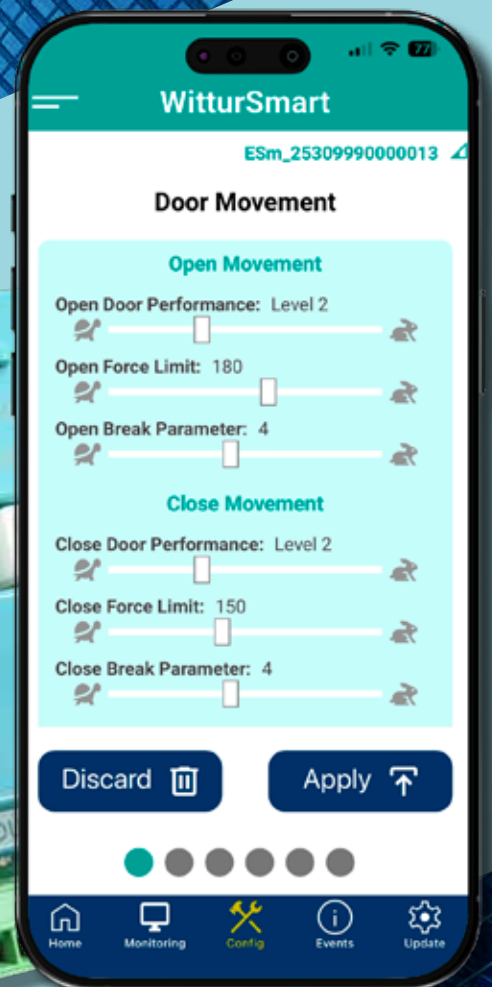 77
WitturSmart
ESm_25309990000013
Door Movement
Open Movement
Open Door Performance: Level 2
Open Force Limit: 180
Open Break Parameter: 4
Close Movement
Close Door Performance: Level 2
Close Force Limit: 150
Close Break Parameter: 4
Discard
Apply
Home
Monitoring
Config
Events
Update